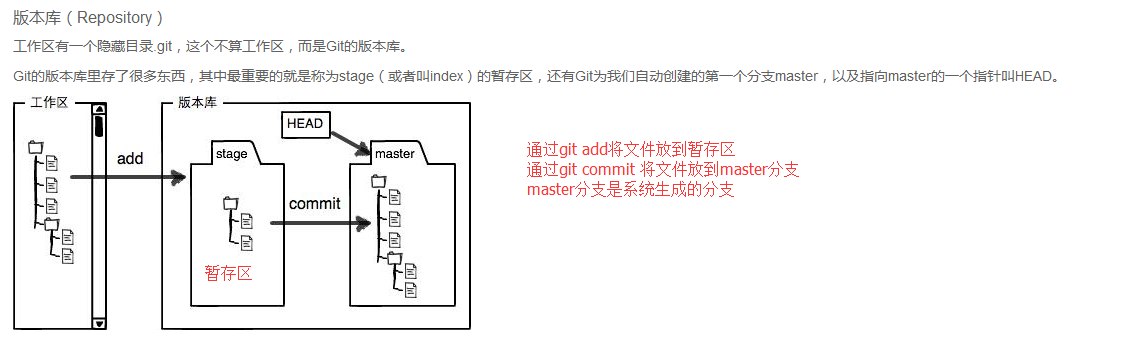 版本库（Repository）
工作区有一个隐藏目录.git，这个不算工作区，而是Git的版本库。
Git的版本库里存了很多东西，其中最重要的就是称为stage（或者叫index）的暂存区，还有Git为我们自动创建的第一个分支master，以及指向master的一个指针叫HEAD。
工作区
版本库
HEAD
add
stage
master
commit
暂存区
通过git add将文件放到暂存区
通过git commit 将文件放到master分支
master分支是系统生成的分支